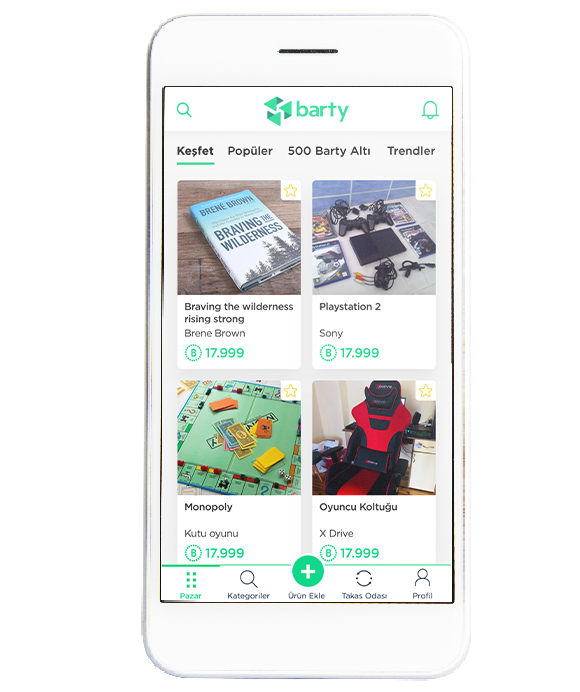 barty
Keşfet Popüler 500 Barty Altı Trendler
BRENÉ BROWN
BRAVING THE
WILDERNESS
Braving the wilderness
rising strong
Brene Brown
B 17.999
Playstation 2
Sony
B 17.999
Monopoly
Kutu oyunu
B 17.999
Oyuncu Koltuğu
X Drive
B 17.999
Pazar Kategoriler Ürün Ekle Takas Odası Profil